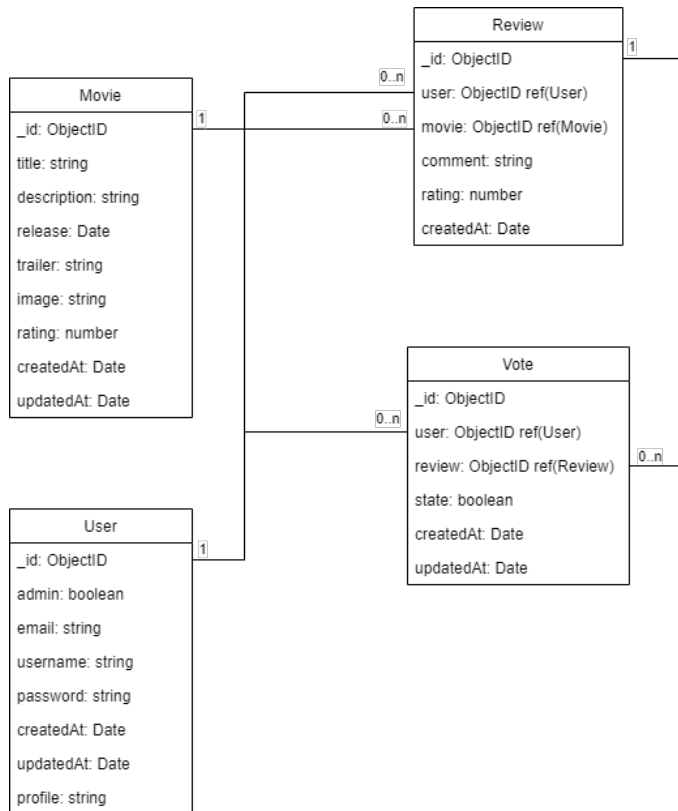 Review
_id: ObjectID
user: ObjectID ref(User)
movie: ObjectID ref(Movie)
comment: string
rating: number
createdAt: Date
1
0..n
0..n
Movie
_id: ObjectID
title: string
description: string
release: Date
trailer: string
image: string
rating: number
createdAt: Date
updatedAt: Date
1
Vote
_id: ObjectID
user: ObjectID ref(User)
review: ObjectID ref(Review)
state: boolean
createdAt: Date
updatedAt: Date
0..n
0..n
User
_id: ObjectID
admin: boolean
email: string
username: string
password: string
createdAt: Date
updatedAt: Date
profile: string
1